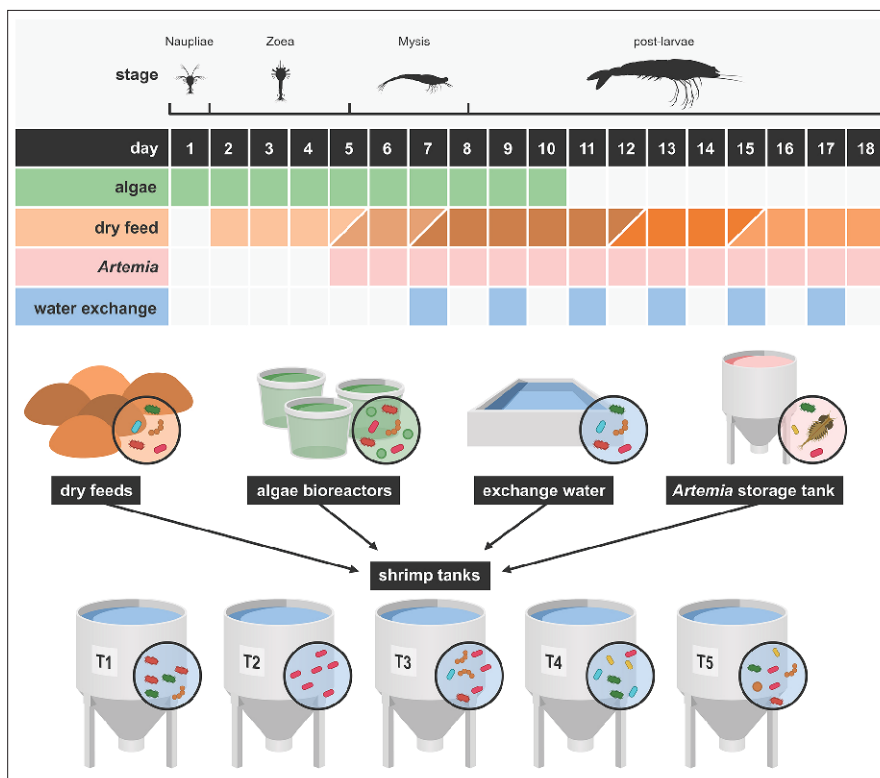 Naupliae Zoea Mysis post-larvae
stage
day 1 2 3 4 5 6 7 8 9 10 11 12 13 14 15 16 17 18
algae
dry feed
Artemia
water exchange
dry feeds algae bioreactors exchange water Artemia storage tank
shrimp tanks
T1 T2 T3 T4 T5